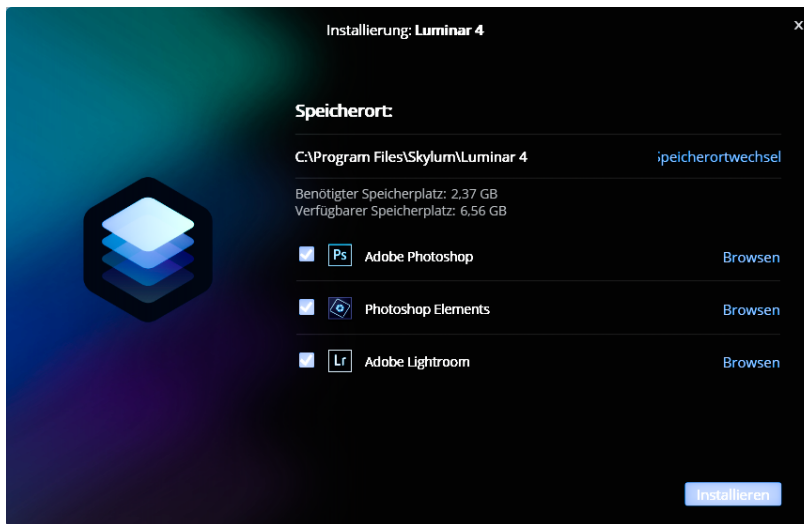 Installierung: Luminar 4
x
Speicherort:
C:\Program Files\Skylum\Luminar 4 Speicherortwechsel
Benötigter Speicherplatz: 2,37 GB
Verfügbarer Speicherplatz: 6,56 GB
Ps Adobe Photoshop Browsen
Photoshop Elements Browsen
Lr Adobe Lightroom Browsen
Installieren